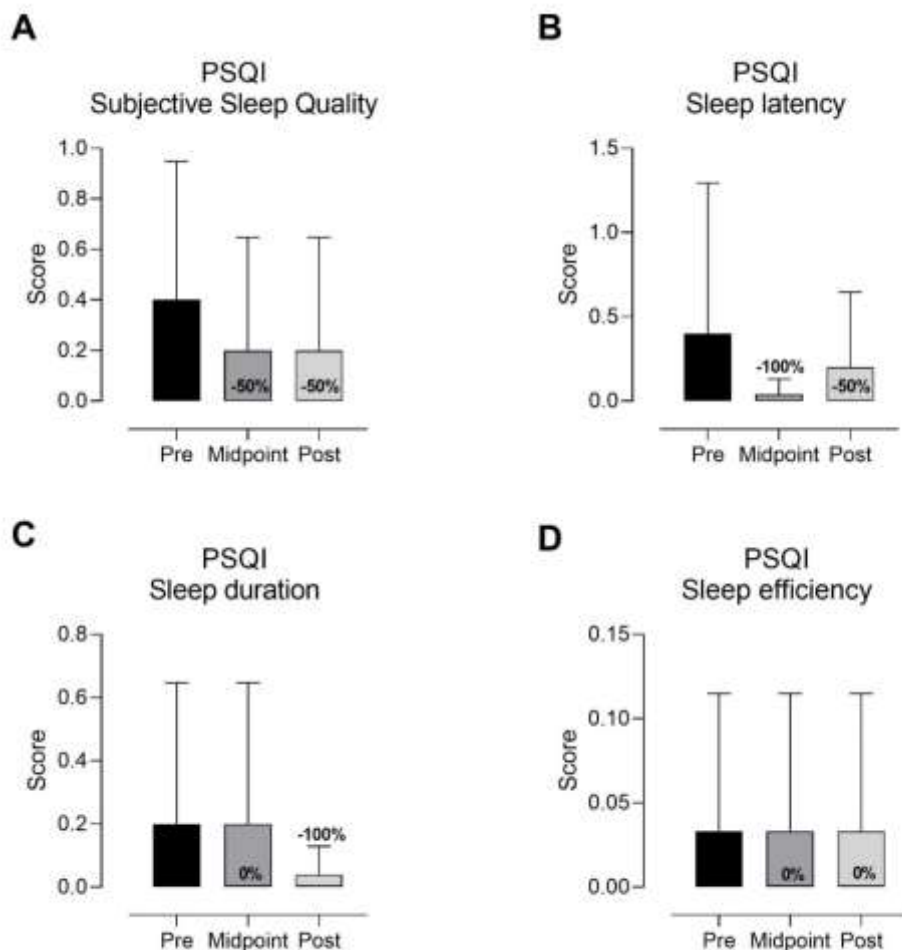 A
PSQI
Subjective Sleep Quality
1.0
0.8
0.6
0.4
0.2
0.0
Score
-50%
-50%
Pre Midpoint Post
B
PSQI
Sleep latency
1.5
1.0
0.5
0.0
Score
-100%
-50%
Pre Midpoint Post
C
PSQI
Sleep duration
0.8
0.6
0.4
0.2
0.0
Score
0%
-100%
Pre Midpoint Post
D
PSQI
Sleep efficiency
0.15
0.10
0.05
0.00
Score
0%
0%
Pre Midpoint Post